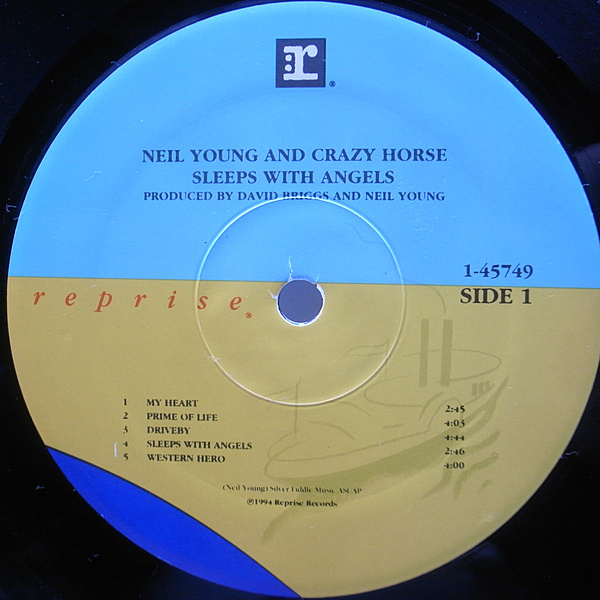 r®
NEIL YOUNG AND CRAZY HORSE
SLEEPS WITH ANGELS
PRODUCED BY DAVID BRIGGS AND NEIL YOUNG
1-45749
SIDE 1
reprise®
1 MY HEART 2:45
2 PRIME OF LIFE 4:03
3 DRIVEBY 4:44
4 SLEEPS WITH ANGELS 2:46
5 WESTERN HERO 4:00
(Neil Young) Silver Fiddle Music ASCAP
℗1994 Reprise Records